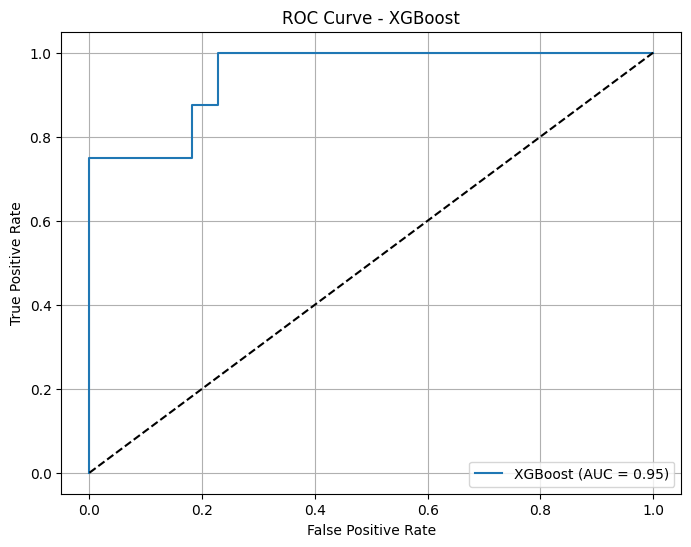 ROC Curve - XGBoost
True Positive Rate
1.0
0.8
0.6
0.4
0.2
0.0
XGBoost (AUC = 0.95)
0.0 0.2 0.4 0.6 0.8 1.0
False Positive Rate